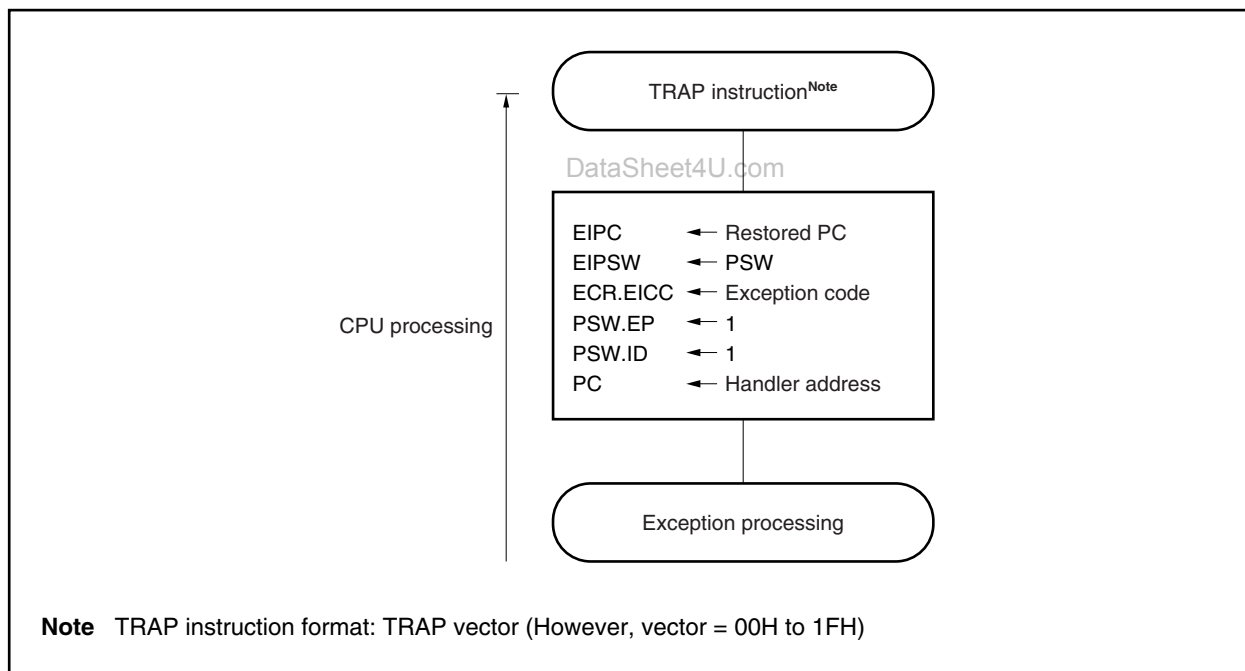 TRAP instructionNote
DataSheet4U.com
EIPC ← Restored PC
EIPSW ← PSW
ECR.EICC ← Exception code
PSW.EP ← 1
PSW.ID ← 1
PC ← Handler address
CPU processing
Exception processing
Note TRAP instruction format: TRAP vector (However, vector = 00H to 1FH)